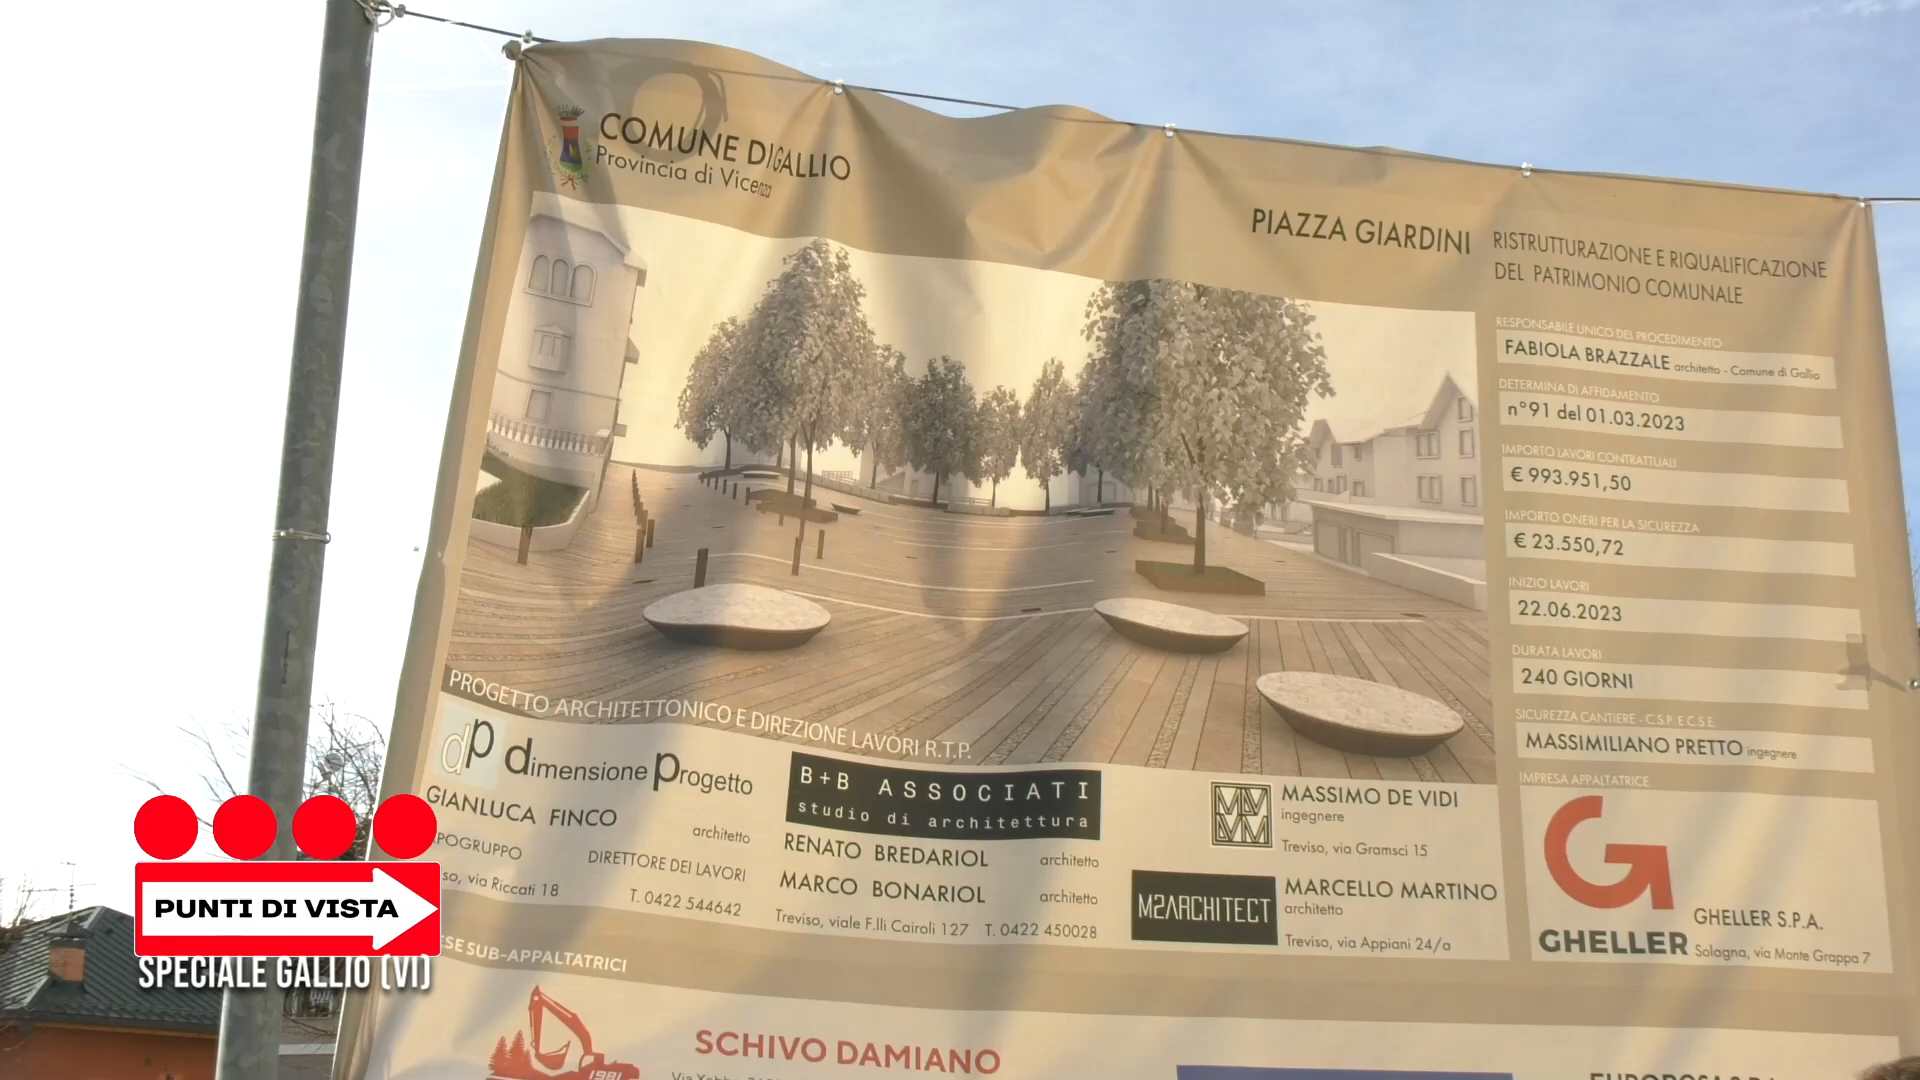 COMUNE DI GALLIO
Provincia di Vicenza
PIAZZA GIARDINI
RISTRUTTURAZIONE E RIQUALIFICAZIONE
DEL PATRIMONIO COMUNALE
RESPONSABILE UNICO DEL PROCEDIMENTO
FABIOLA BRAZZALE architetto - Comune di Gallio
DETERMINA DI AFFIDAMENTO
n°91 del 01.03.2023
IMPORTO LAVORI CONTRATTUALI
€ 993.951,50
IMPORTO ONERI PER LA SICUREZZA
€ 23.550,72
INIZIO LAVORI
22.06.2023
DURATA LAVORI
240 GIORNI
SICUREZZA CANTIERE - C.S.P. E C.S.E.
MASSIMILIANO PRETTO ingegnere
IMPRESA APPALTATRICE
GHELLER
GHELLER S.P.A.
Solagna, via Monte Grappa 7
PROGETTO ARCHITETTONICO E DIREZIONE LAVORI R.T.P.
dp dimensione progetto
GIANLUCA FINCO architetto
DIRETTORE DEI LAVORI
via Riccati 18
T. 0422 544642
B+B ASSOCIATI
studio di architettura
RENATO BREDARIOL architetto
MARCO BONARIOL architetto
Treviso, viale F.lli Cairoli 127 T. 0422 450028
MASSIMO DE VIDI
ingegnere
Treviso, via Gramsci 15
M2ARCHITECT
MARCELLO MARTINO
architetto
Treviso, via Appiani 24/a
SUB-APPALTATRICI
1981
SCHIVO DAMIANO
PUNTI DI VISTA
SPECIALE GALLIO (VI)